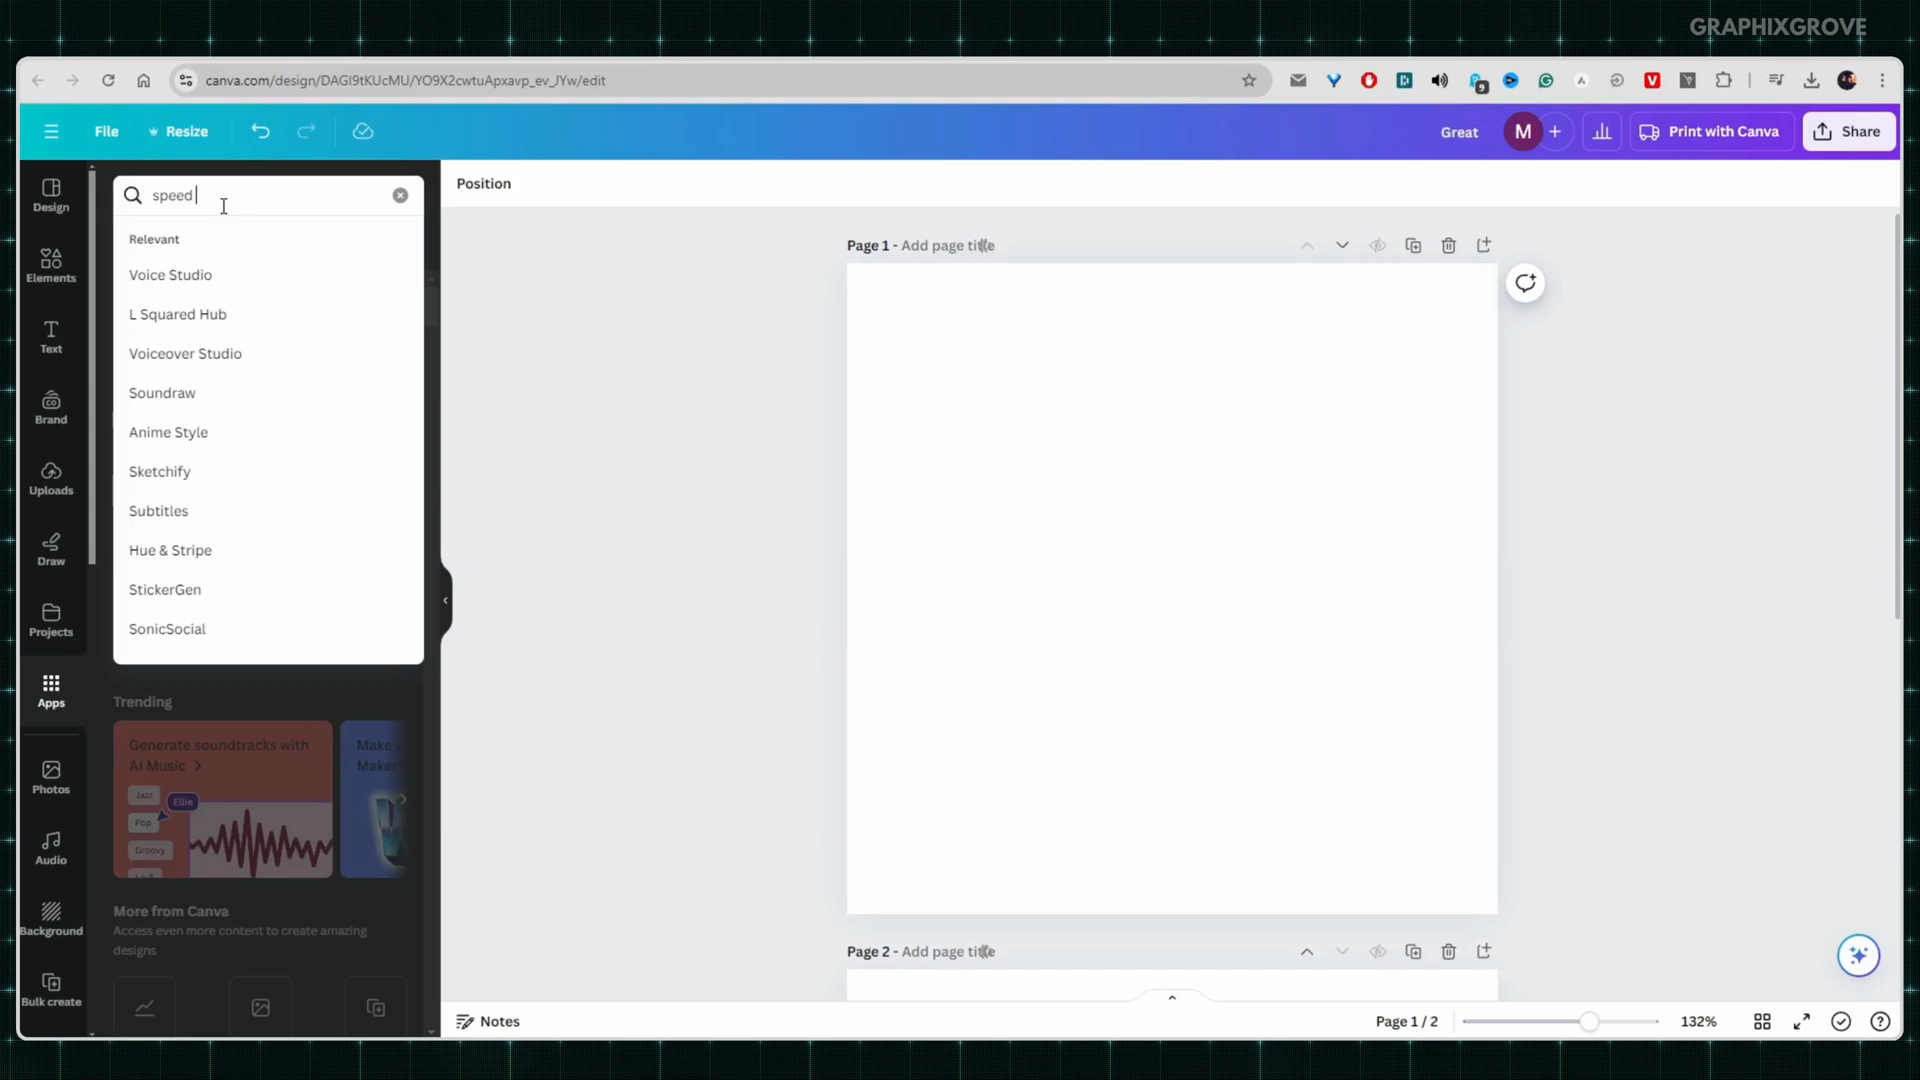 GRAPHIXGROVE
canva.com/design/DAGI9tKUcMU/YO9X2cwtuApxavp_ev_JYw/edit
9
File
Resize
Great
M
Print with Canva
Share
Design
Elements
Text
Brand
Uploads
Draw
Projects
Apps
Photos
Audio
Background
Bulk create
speed
Relevant
Voice Studio
L Squared Hub
Voiceover Studio
Soundraw
Anime Style
Sketchify
Subtitles
Hue & Stripe
StickerGen
SonicSocial
Trending
Generate soundtracks with
AI Music
Jazz
Ellie
Pop
Groovy
Make
Maker
More from Canva
Access even more content to create amazing
designs
Position
Page 1 - Add page title
Page 2 - Add page title
Notes
Page 1 / 2
132%